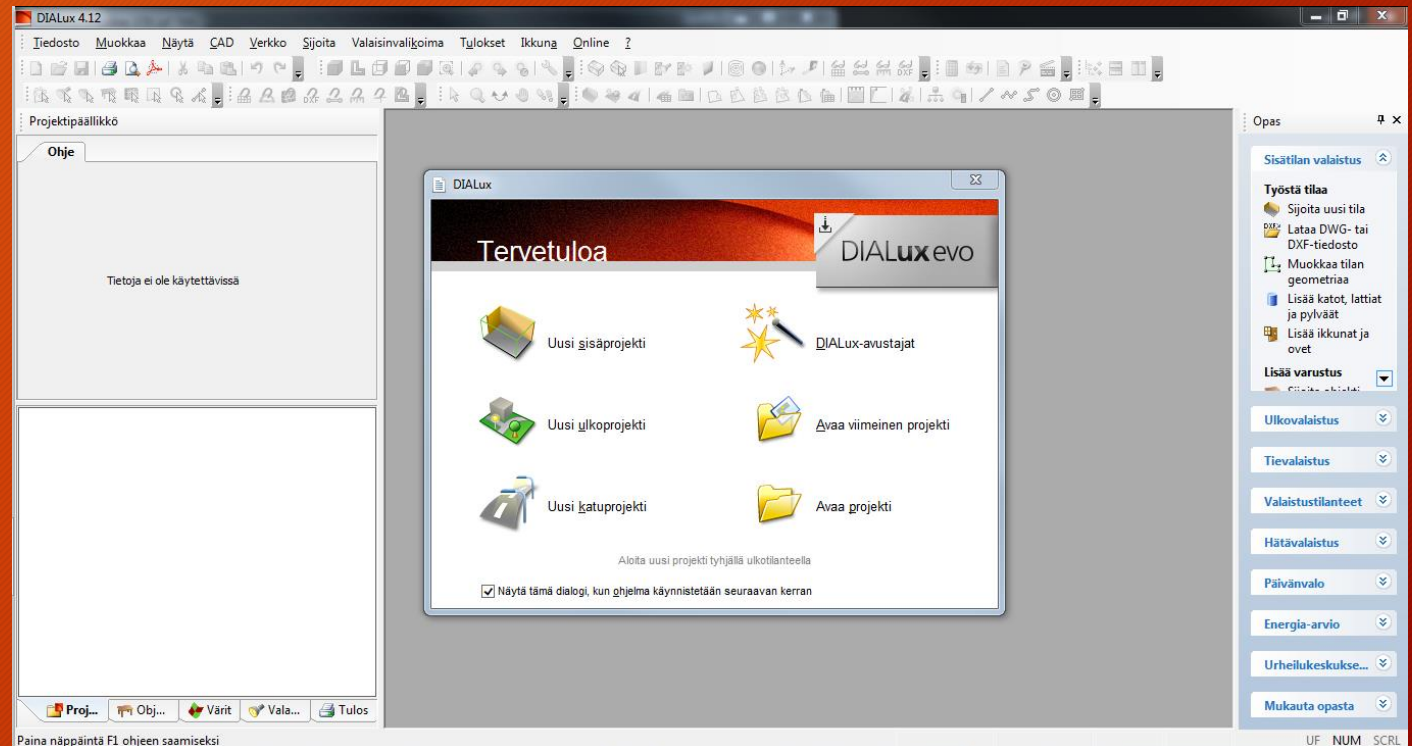 DIALux 4.12
Tiedosto Muokkaa Näytä CAD Verkko Sijoita Valaisinvalikoima Tulokset Ikkuna Online ?
Projektipäällikkö
Ohje
Tietoja ei ole käytettävissä
Proj... Obj... Värit Vala... Tulos
Paina näppäintä F1 ohjeen saamiseksi
DIALux
Tervetuloa
DIALux evo
Uusi sisäprojekti
DIALux-avustajat
Uusi ulkoprojekti
Avaa viimeinen projekti
Uusi katuprojekti
Avaa projekti
Aloita uusi projekti tyhjällä ulkotilanteella
Näytä tämä dialogi, kun ohjelma käynnistetään seuraavan kerran
Opas
Sisätilan valaistus
Työstä tilaa
Sijoita uusi tila
Lataa DWG- tai
DXF-tiedosto
Muokkaa tilan
geometriaa
Lisää katot, lattiat
ja pylväät
Lisää ikkunat ja
ovet
Lisää varustus
Ulkovalaistus
Tievalaistus
Valaistustilanteet
Hätävalaistus
Päivänvalo
Energia-arvio
Urheilukeskukse...
Mukauta opasta
UF NUM SCRL